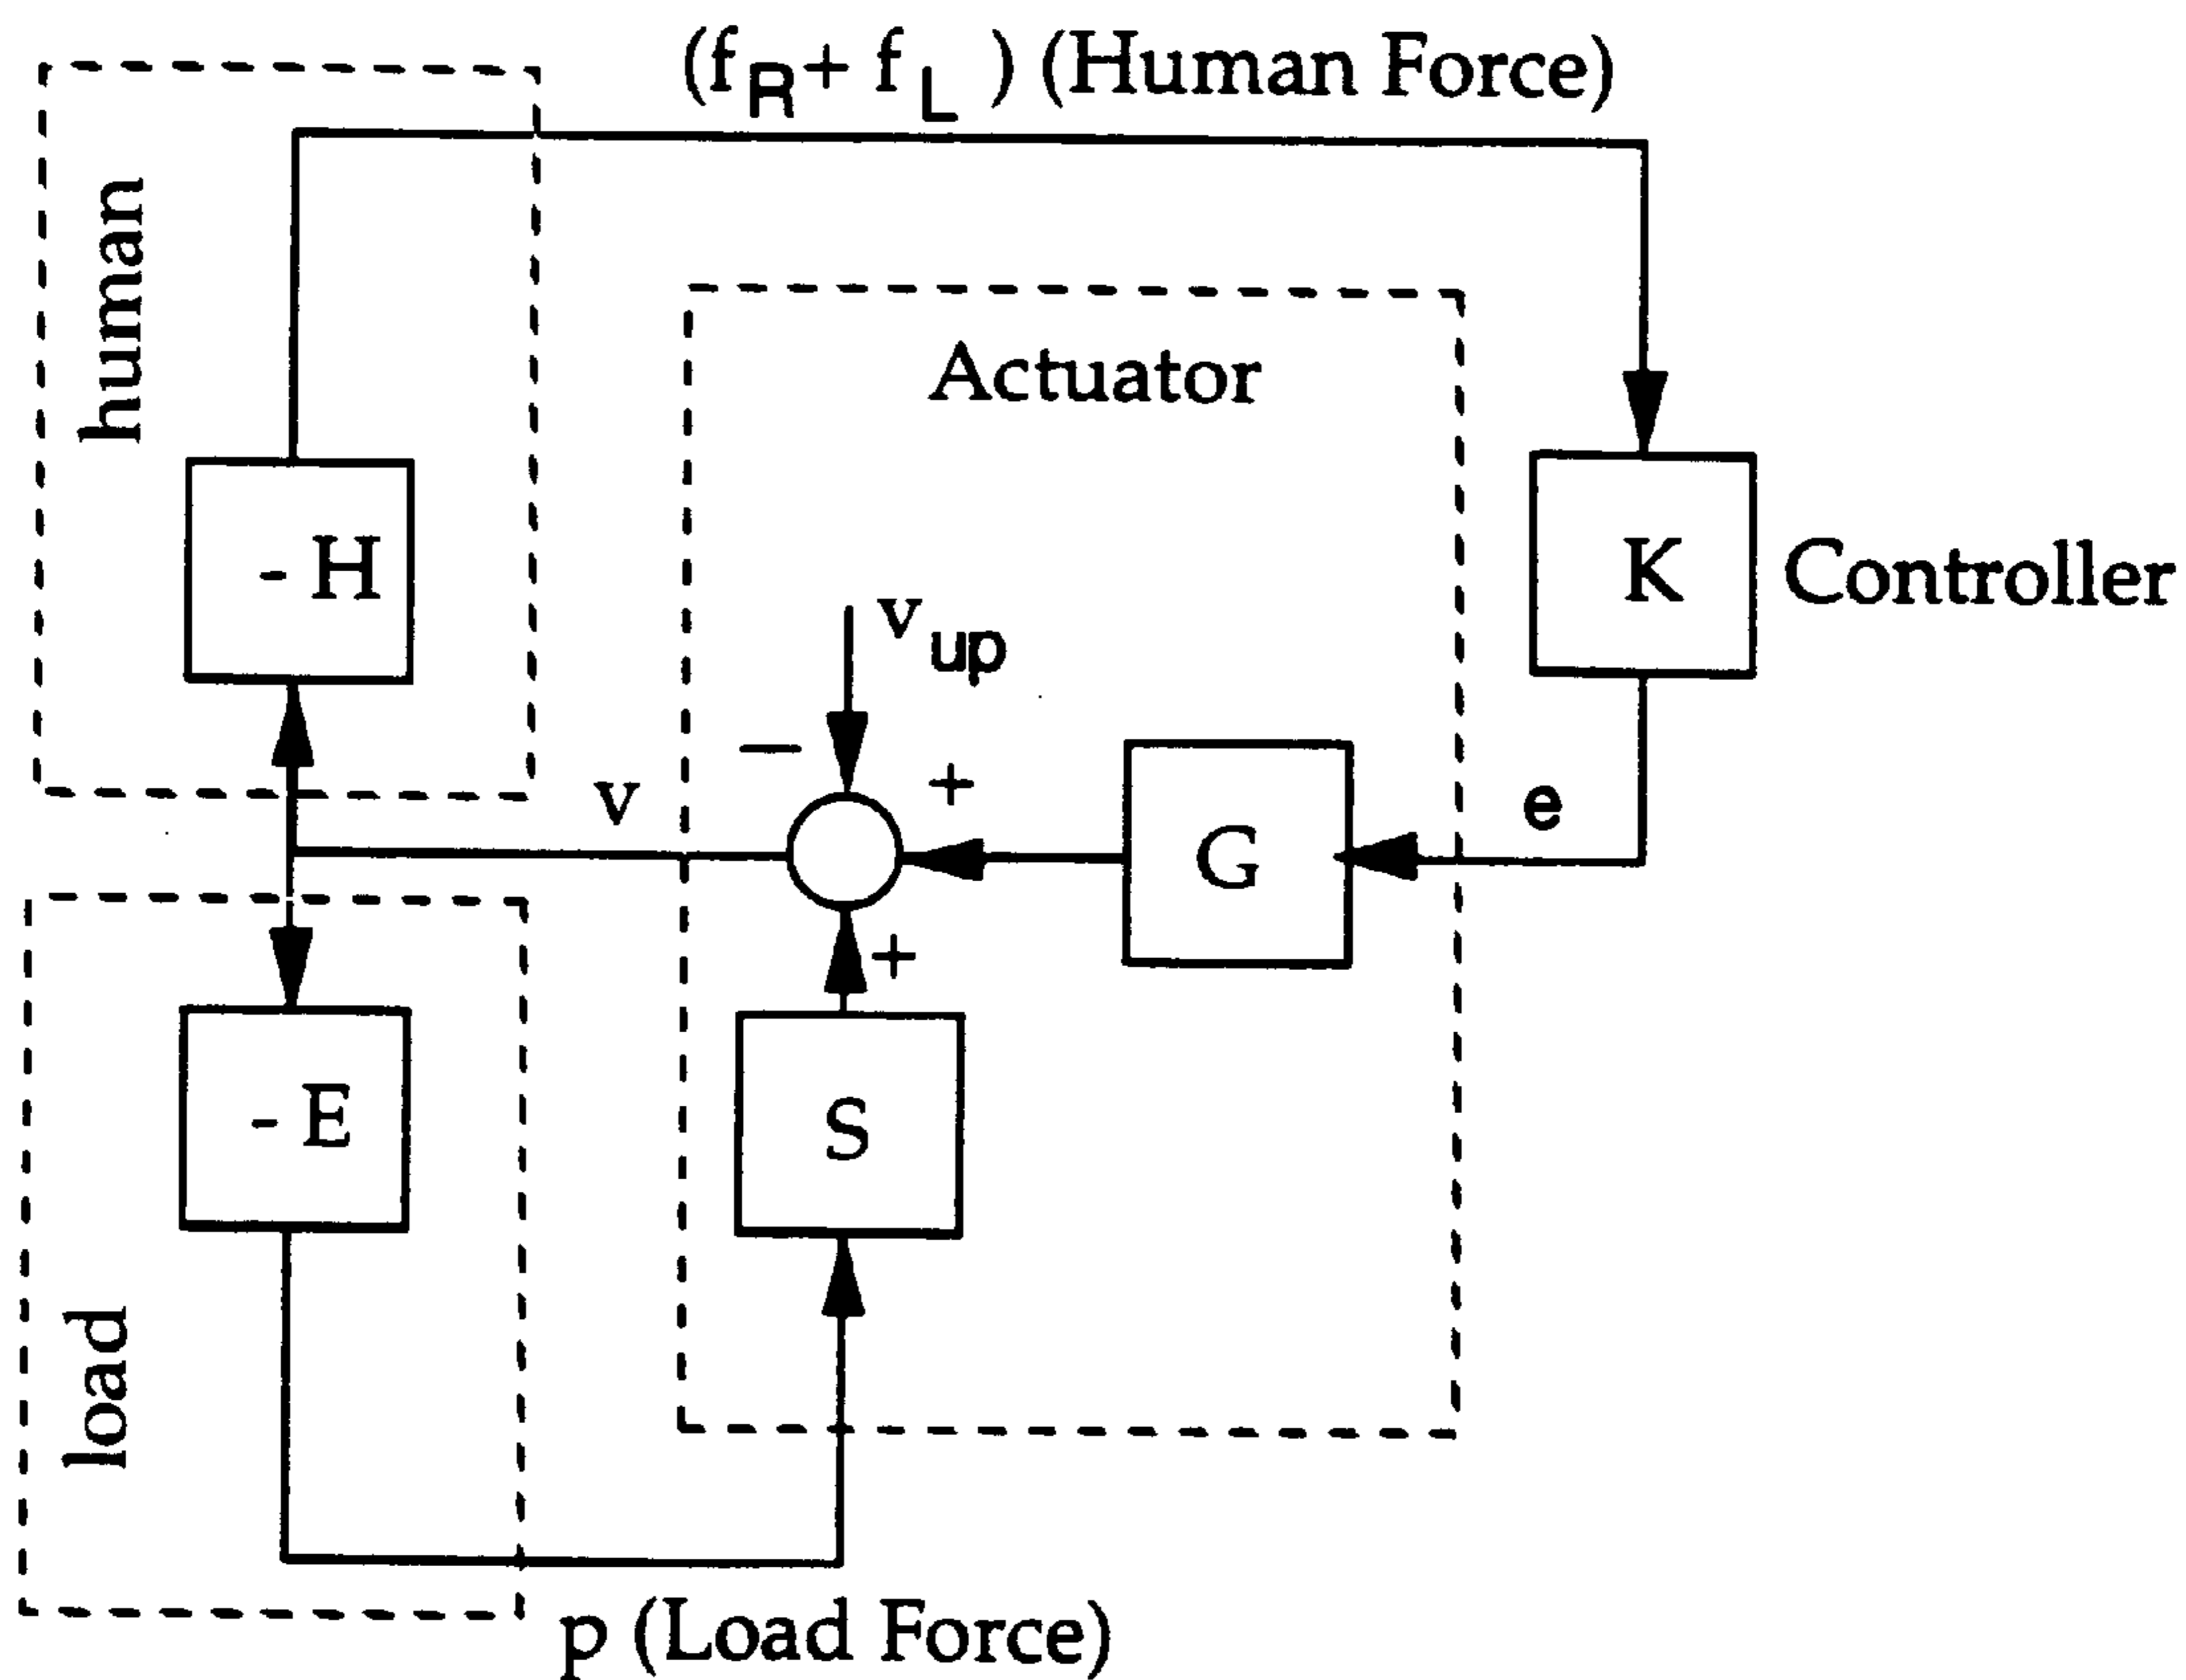 (fR+ fL ) (Human Force)
human
Actuator
- H
K
Controller
vup
−
+
v
e
G
+
- E
S
load
p (Load Force)